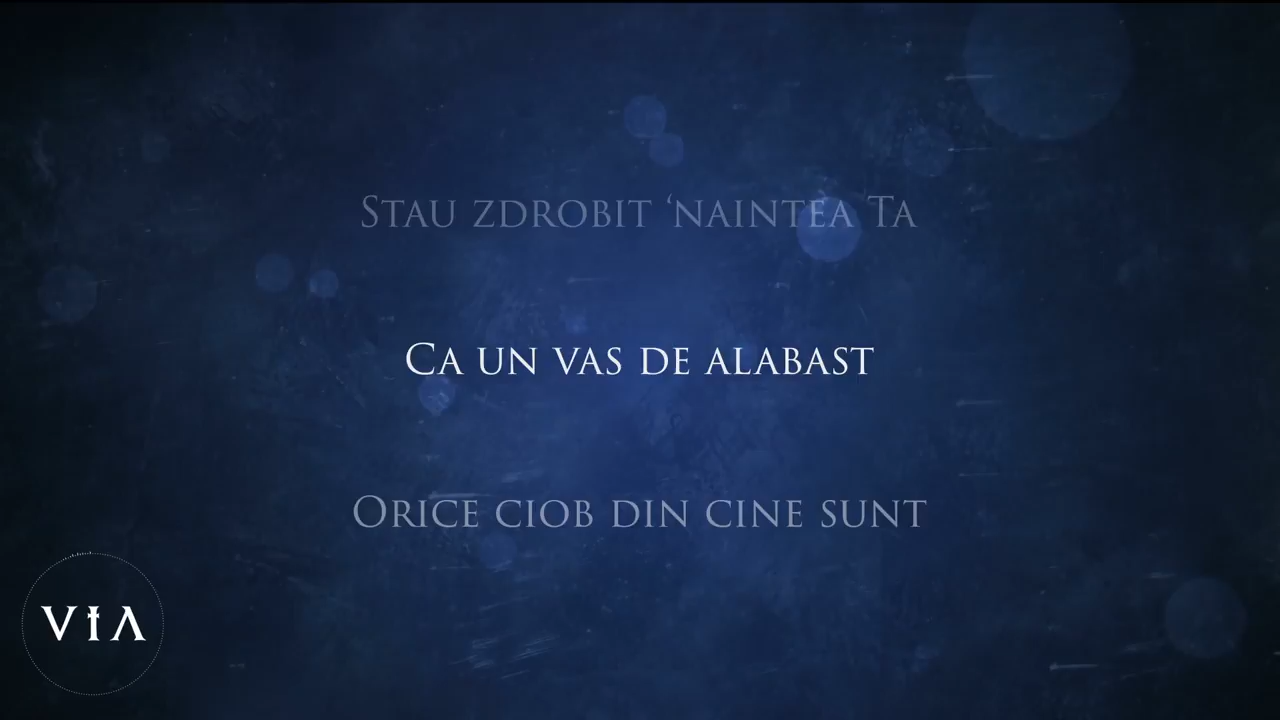 Stau zdrobit ‘naintea Ta
Ca un vas de alabast
Orice ciob din cine sunt
VIA